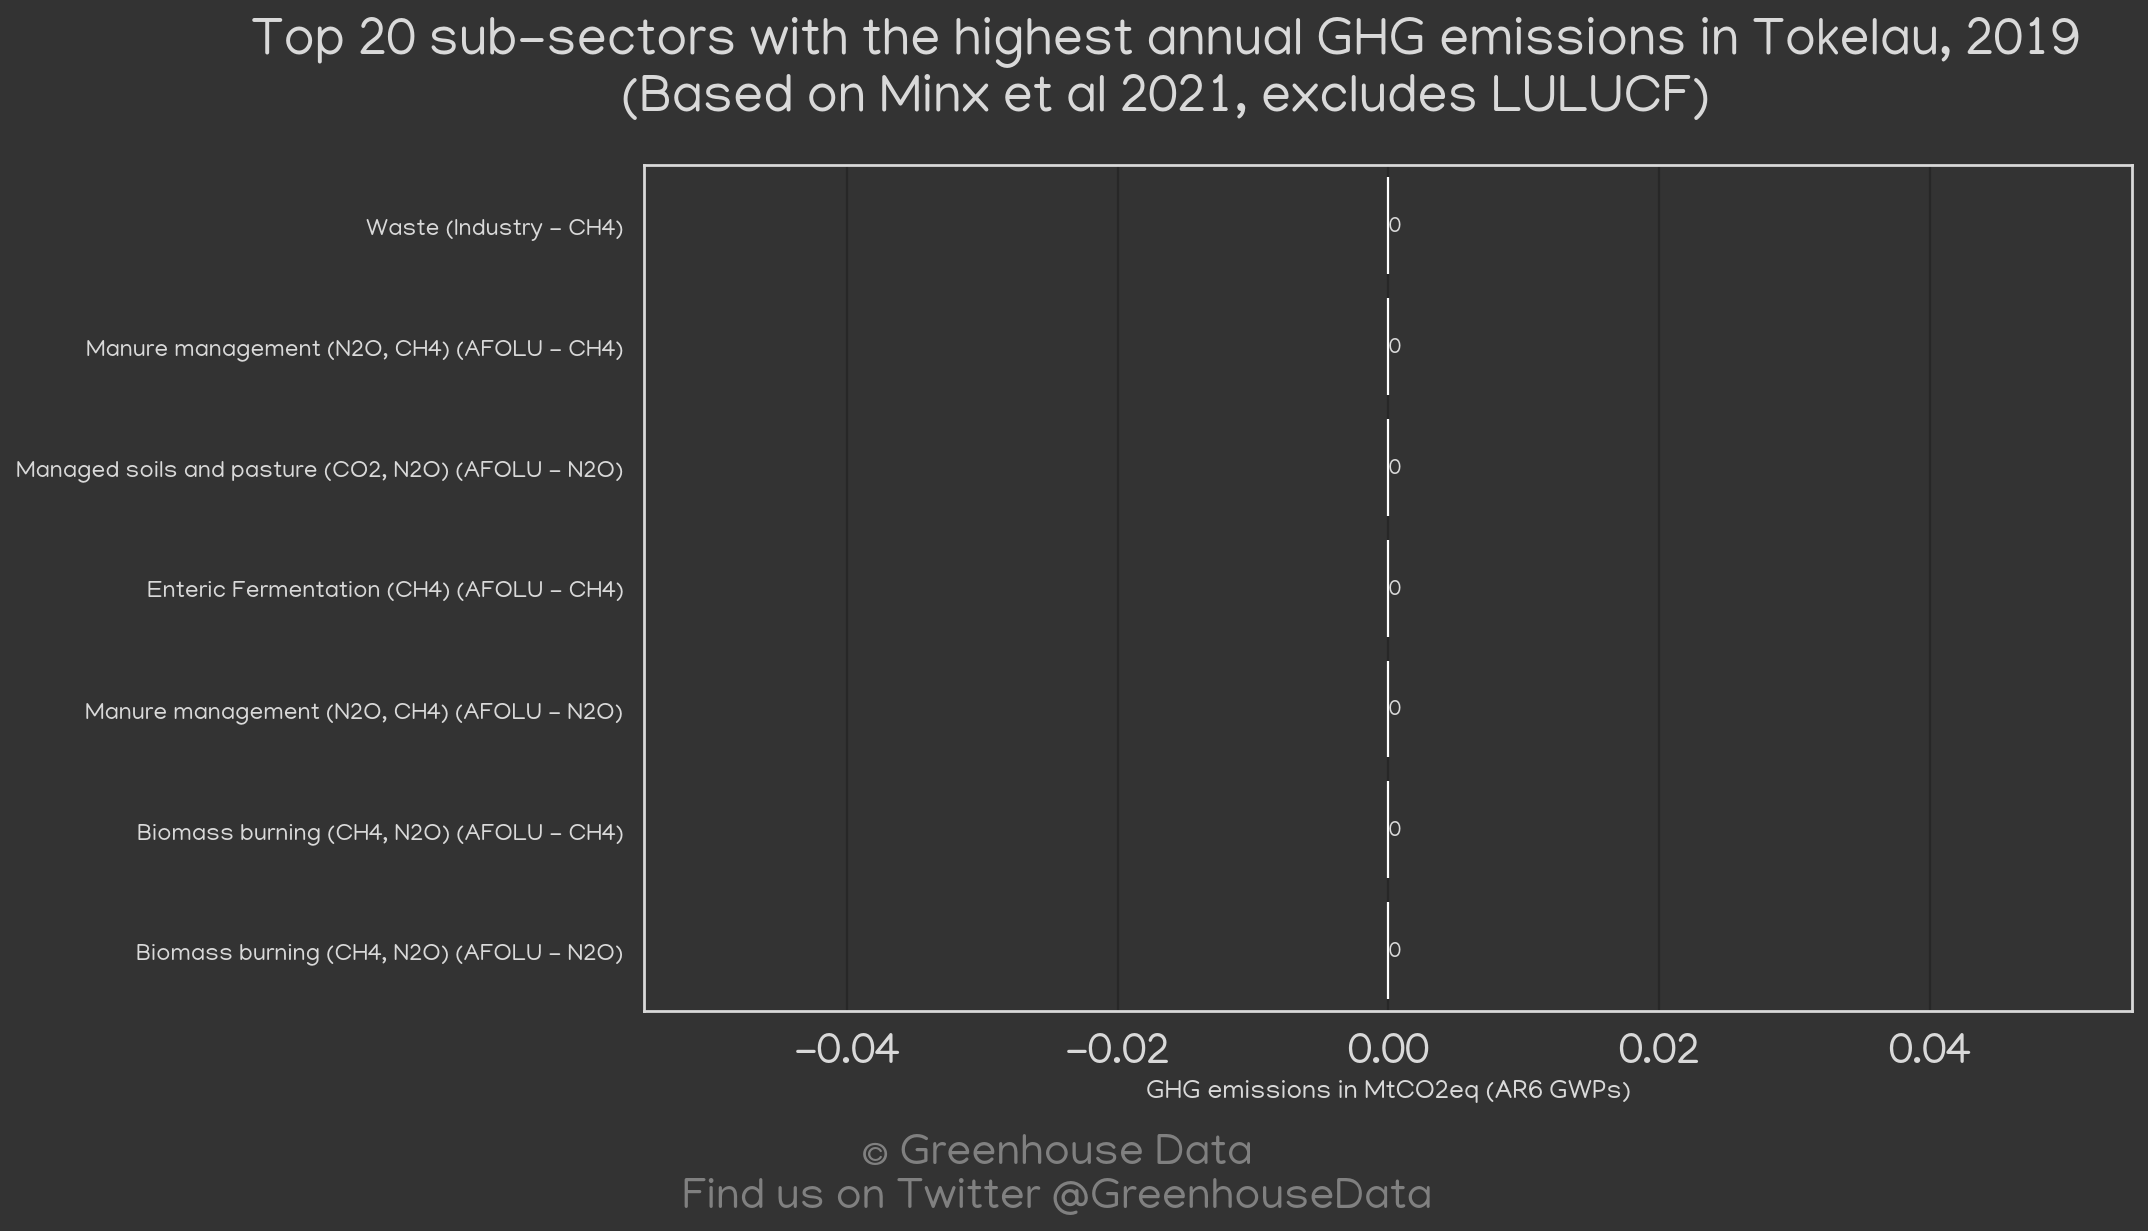 Top 20 sub-sectors with the highest annual GHG emissions in Tokelau, 2019
(Based on Minx et al 2021, excludes LULUCF)
Waste (Industry - CH4)
0
Manure management (N2O, CH4) (AFOLU - CH4)
0
Managed soils and pasture (CO2, N2O) (AFOLU - N2O)
0
Enteric Fermentation (CH4) (AFOLU - CH4)
0
Manure management (N2O, CH4) (AFOLU - N2O)
0
Biomass burning (CH4, N2O) (AFOLU - CH4)
0
Biomass burning (CH4, N2O) (AFOLU - N2O)
0
-0.04 -0.02 0.00 0.02 0.04
GHG emissions in MtCO2eq (AR6 GWPs)
© Greenhouse Data
Find us on Twitter @GreenhouseData